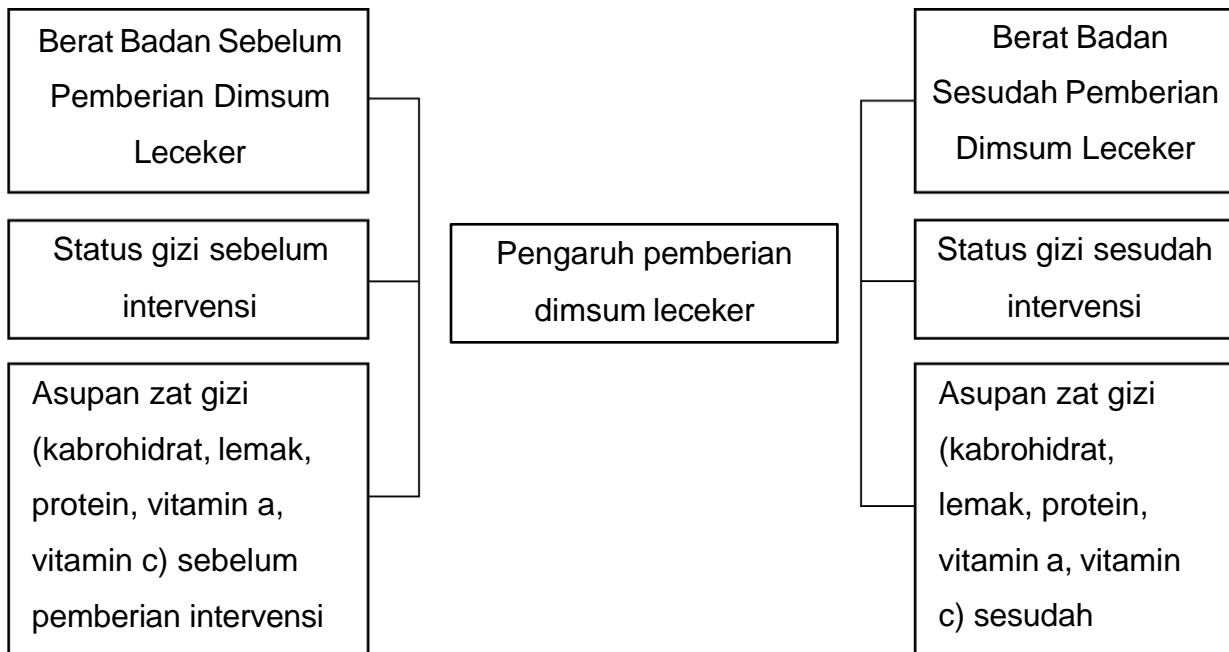 Berat Badan Sebelum
Pemberian Dimsum
Leceker
Status gizi sebelum
intervensi
Asupan zat gizi
(kabrohidrat, lemak,
protein, vitamin a,
vitamin c) sebelum
pemberian intervensi
Pengaruh pemberian
dimsum leceker
Berat Badan
Sesudah Pemberian
Dimsum Leceker
Status gizi sesudah
intervensi
Asupan zat gizi
(kabrohidrat,
lemak, protein,
vitamin a, vitamin
c) sesudah